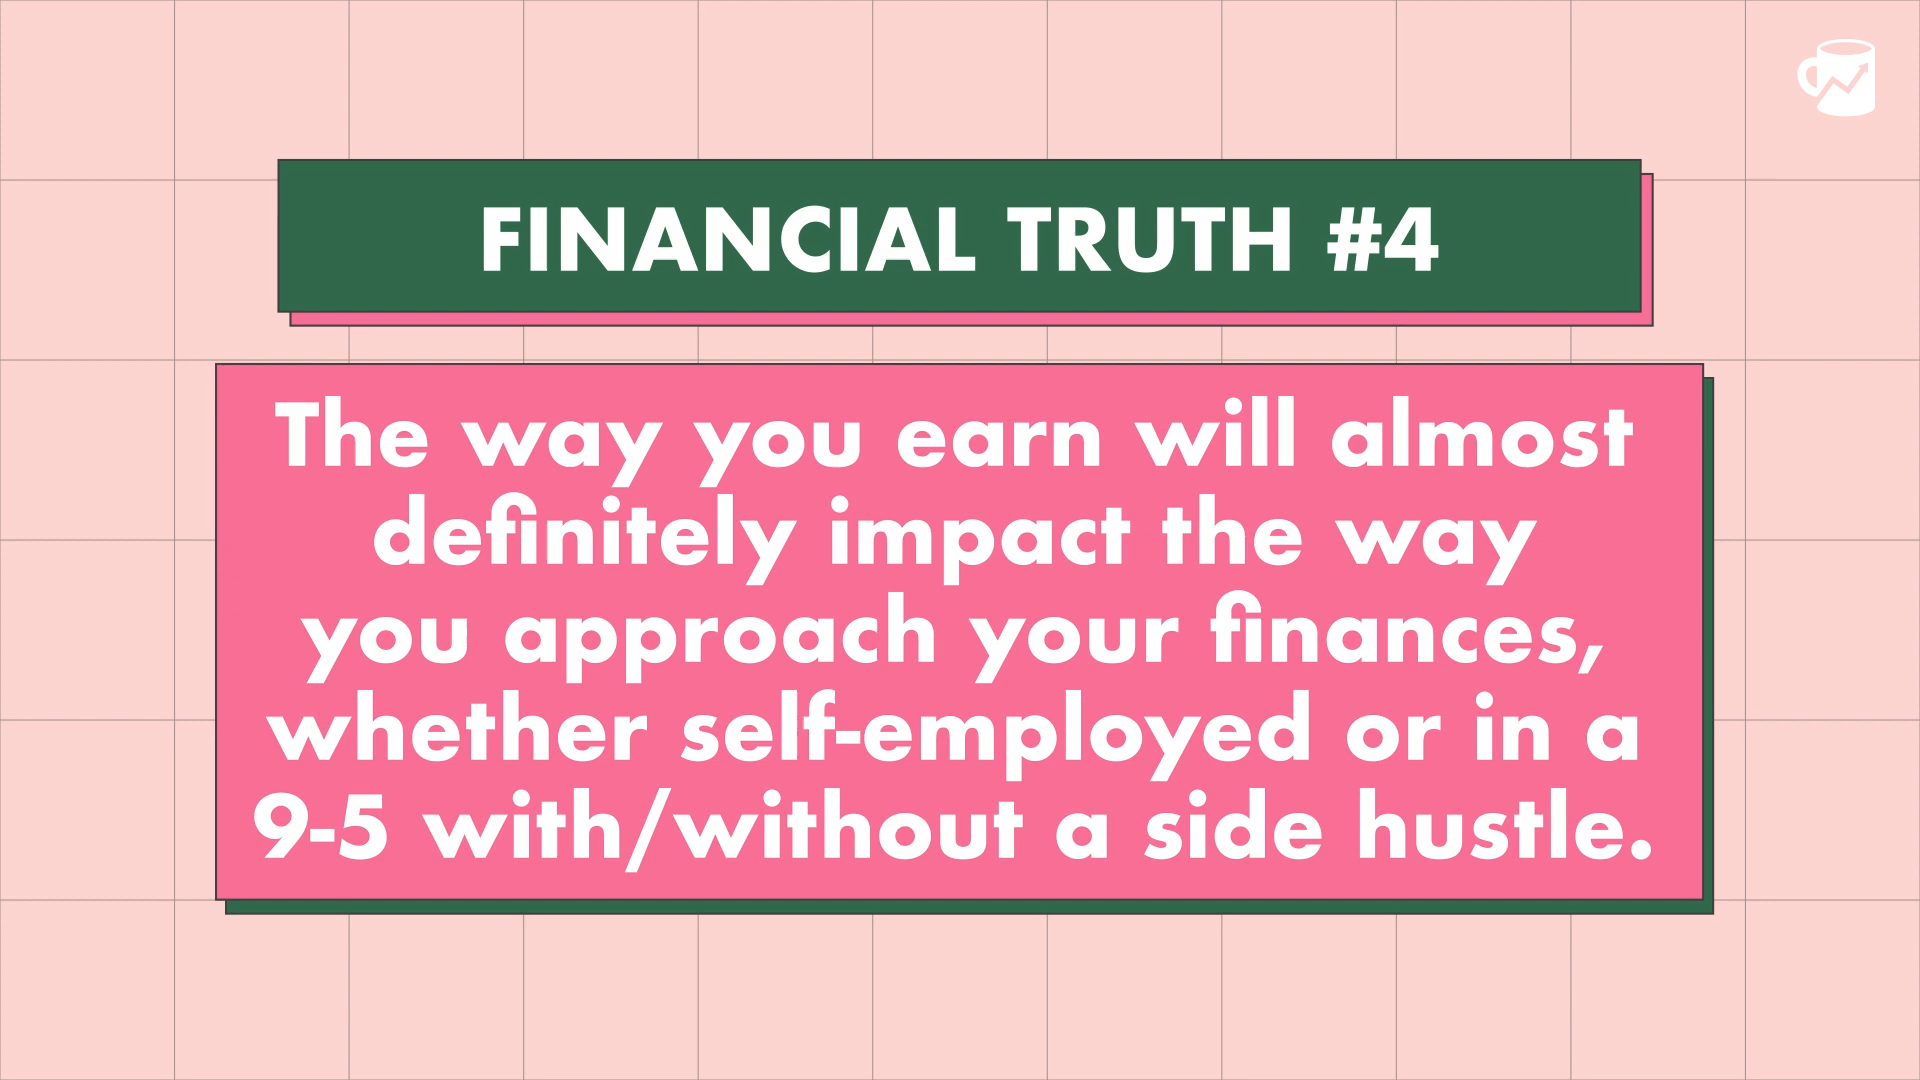 FINANCIAL TRUTH #4
The way you earn will almost
definitely impact the way
you approach your finances,
whether self-employed or in a
9-5 with/without a side hustle.